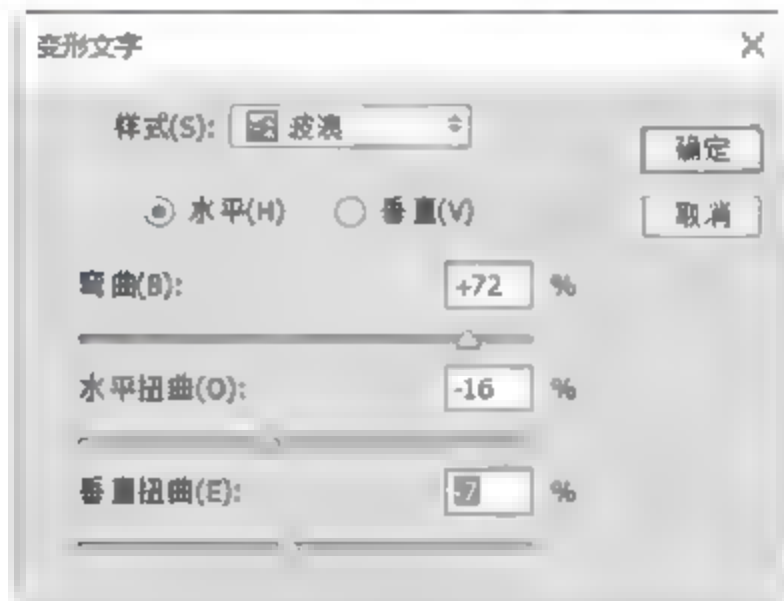 变形文字
样式(S): 波浪
确定
水平(H) 垂直(V)
取消
弯曲(B): +72 %
水平扭曲(O): -16 %
垂直扭曲(E): -7 %